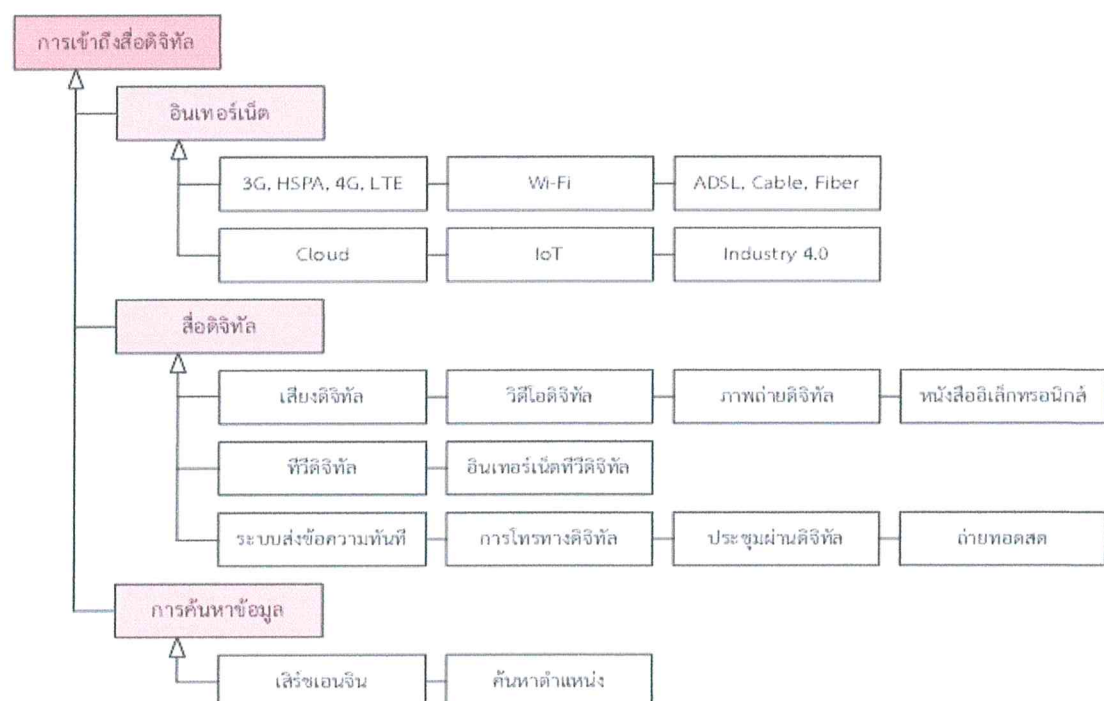 การเข้าถึงสื่อดิจิทัล
อินเทอร์เน็ต
3G, HSPA, 4G, LTE Wi-Fi ADSL, Cable, Fiber
Cloud IoT Industry 4.0
สื่อดิจิทัล
เสียงดิจิทัล วิดีโอดิจิทัล ภาพถ่ายดิจิทัล หนังสืออิเล็กทรอนิกส์
ทีวีดิจิทัล อินเทอร์เน็ตทีวีดิจิทัล
ระบบส่งข้อความทันที การโทรทางดิจิทัล ประชุมผ่านดิจิทัล ถ่ายทอดสด
การค้นหาข้อมูล
เสิร์ชเอนจิน ค้นหาตำแหน่ง